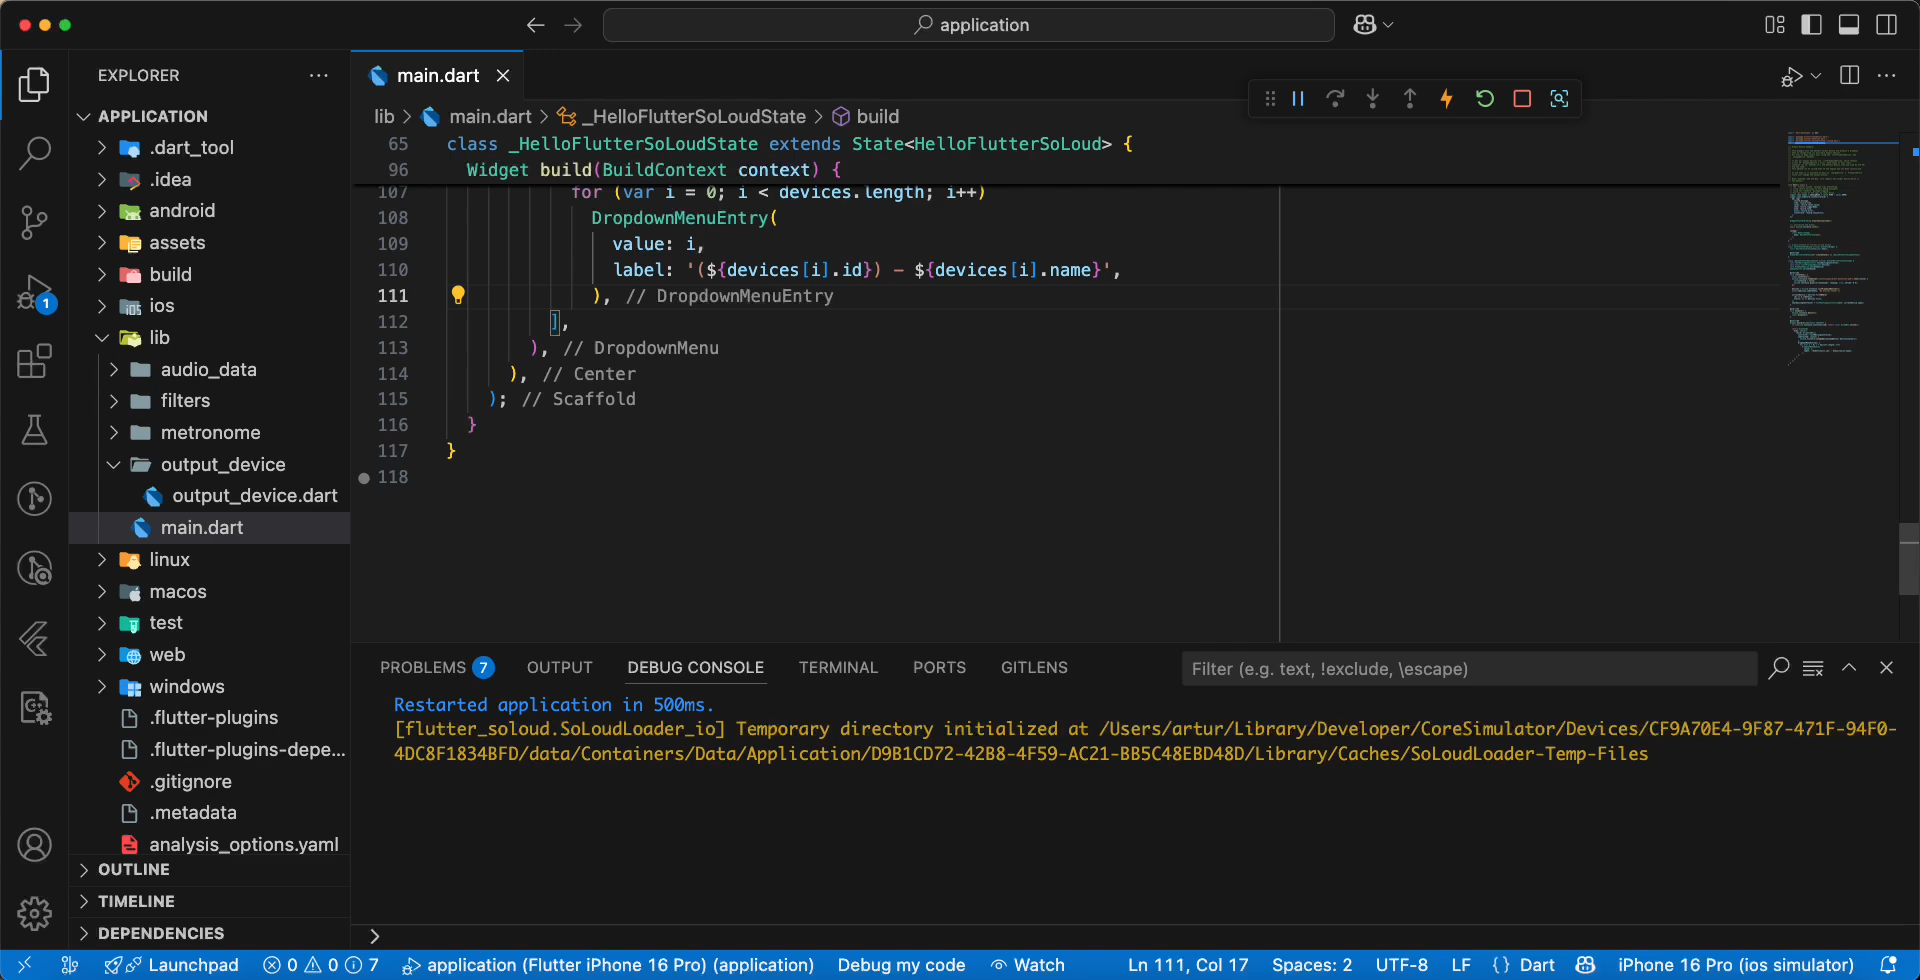 application
EXPLORER
main.dart
APPLICATION
.dart_tool
.idea
android
assets
build
ios
lib
audio_data
filters
metronome
output_device
output_device.dart
main.dart
linux
macos
test
web
windows
.flutter-plugins
.flutter-plugins-depe...
.gitignore
.metadata
analysis_options.yaml
OUTLINE
TIMELINE
DEPENDENCIES
1
lib > main.dart > _HelloFlutterSoLoudState > build
65 class _HelloFlutterSoLoudState extends State<HelloFlutterSoLoud> {
96 Widget build(BuildContext context) {
107 for (var i = 0; i < devices.length; i++)
108 DropdownMenuEntry(
109 value: i,
110 label: '(${devices[i].id}) - ${devices[i].name}',
111 ), // DropdownMenuEntry
112 ],
113 ), // DropdownMenu
114 ), // Center
115 ); // Scaffold
116 }
117 }
118
PROBLEMS 7 OUTPUT DEBUG CONSOLE TERMINAL PORTS GITLENS Filter (e.g. text, !exclude, \escape)
Restarted application in 500ms.
[flutter_soloud.SoLoudLoader_io] Temporary directory initialized at /Users/artur/Library/Developer/CoreSimulator/Devices/CF9A70E4-9F87-471F-94F0-
4DC8F1834BFD/data/Containers/Data/Application/D9B1CD72-42B8-4F59-AC21-BB5C48EBD48D/Library/Caches/SoLoudLoader-Temp-Files
>
Launchpad 0 0 7 application (Flutter iPhone 16 Pro) (application) Debug my code Watch Ln 111, Col 17 Spaces: 2 UTF-8 LF {} Dart iPhone 16 Pro (ios simulator)